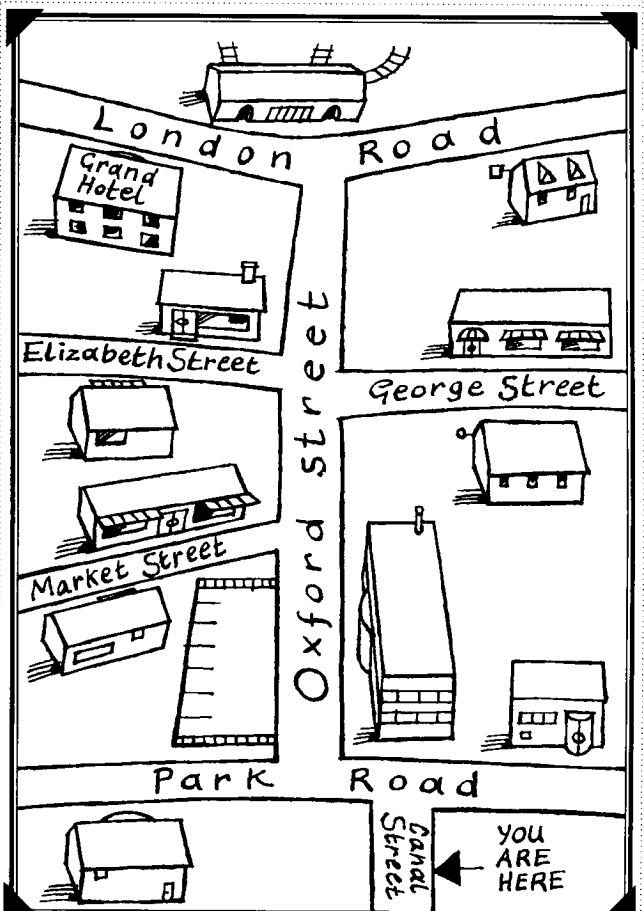 London Road
Grand
Hotel
Elizabeth Street
George Street
Oxford street
Market Street
Park Road
Canal
Street
YOU
ARE
HERE